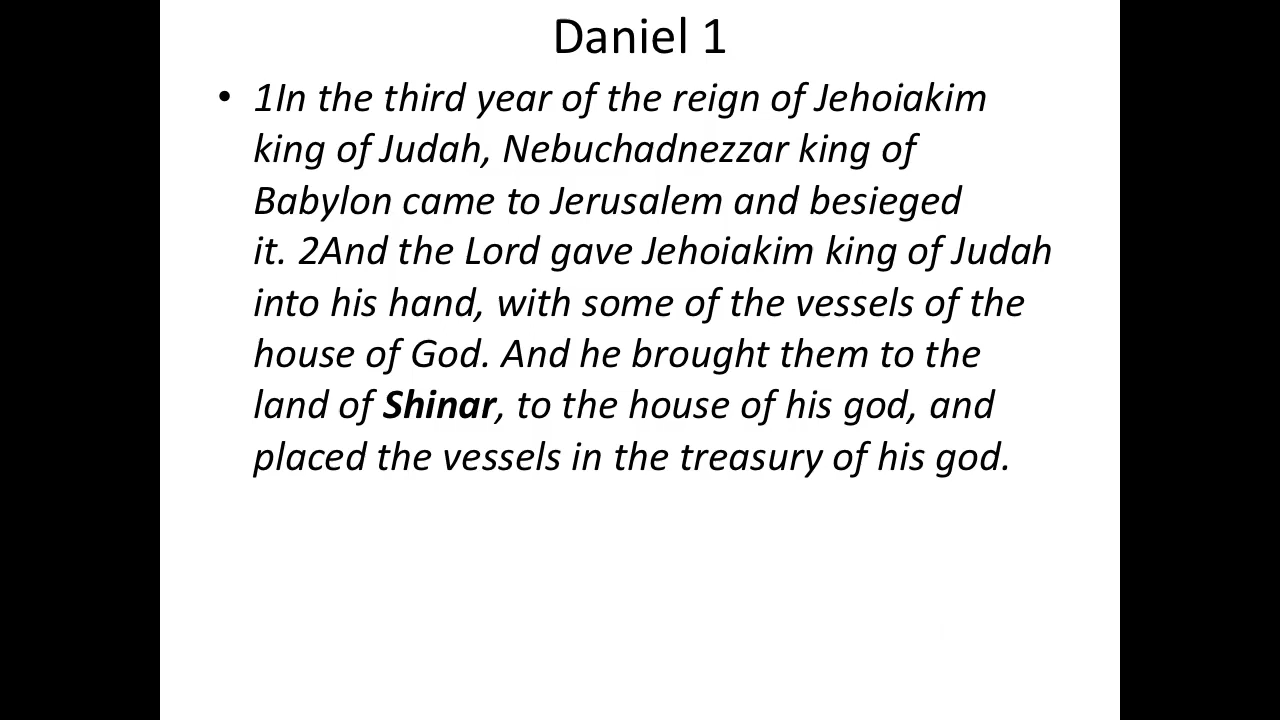 Daniel 1
• 1In the third year of the reign of Jehoiakim
king of Judah, Nebuchadnezzar king of
Babylon came to Jerusalem and besieged
it. 2And the Lord gave Jehoiakim king of Judah
into his hand, with some of the vessels of the
house of God. And he brought them to the
land of Shinar, to the house of his god, and
placed the vessels in the treasury of his god.